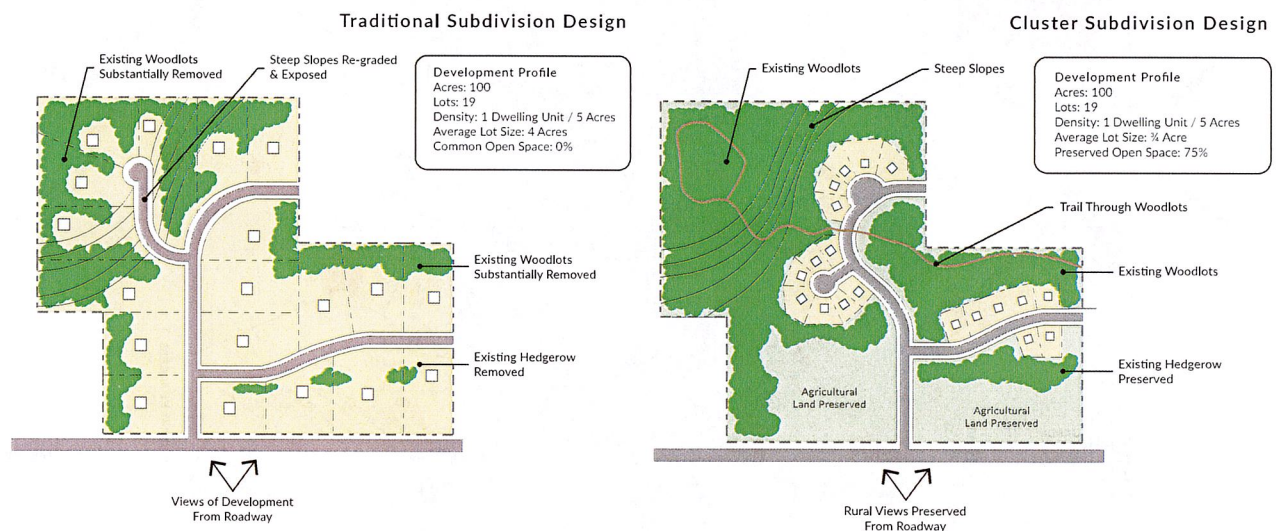 Traditional Subdivision Design
Existing Woodlots
Substantially Removed
Steep Slopes Re-graded
& Exposed
Development Profile
Acres: 100
Lots: 19
Density: 1 Dwelling Unit / 5 Acres
Average Lot Size: 4 Acres
Common Open Space: 0%
Existing Woodlots
Substantially Removed
Existing Hedgerow
Removed
Views of Development
From Roadway
Cluster Subdivision Design
Existing Woodlots
Steep Slopes
Development Profile
Acres: 100
Lots: 19
Density: 1 Dwelling Unit / 5 Acres
Average Lot Size: ¾ Acre
Preserved Open Space: 75%
Trail Through Woodlots
Existing Woodlots
Existing Hedgerow
Preserved
Agricultural
Land Preserved
Agricultural
Land Preserved
Rural Views Preserved
From Roadway